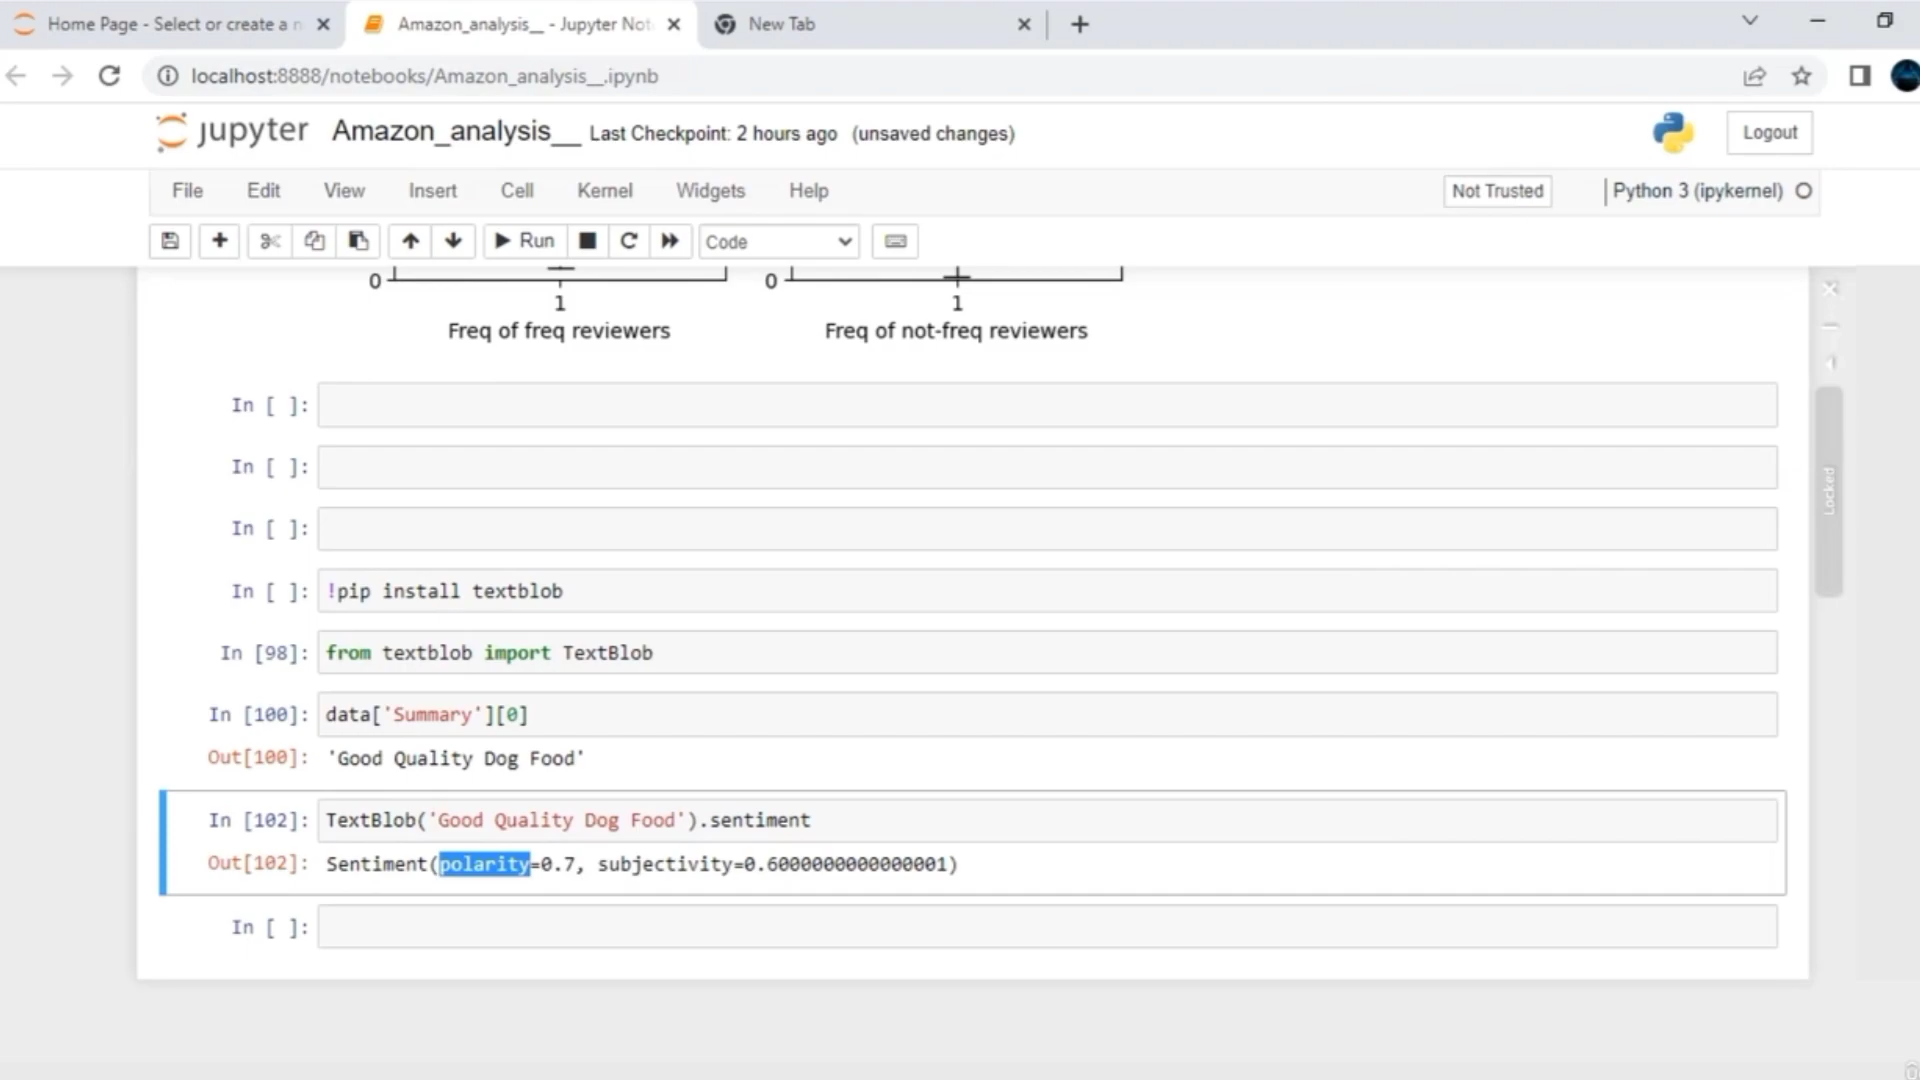 Home Page - Select or create a n
Amazon_analysis__ - Jupyter Not
New Tab
localhost:8888/notebooks/Amazon_analysis__.ipynb
jupyter Amazon_analysis__ Last Checkpoint: 2 hours ago (unsaved changes)
Logout
File Edit View Insert Cell Kernel Widgets Help
Not Trusted
Python 3 (ipykernel)
Run
Code
0 0
1 1
Freq of freq reviewers Freq of not-freq reviewers
In [ ]:
In [ ]:
In [ ]:
In [ ]: !pip install textblob
In [98]: from textblob import TextBlob
In [100]: data['Summary'][0]
Out[100]: 'Good Quality Dog Food'
In [102]: TextBlob('Good Quality Dog Food').sentiment
Out[102]: Sentiment(polarity=0.7, subjectivity=0.6000000000000001)
In [ ]:
Locked